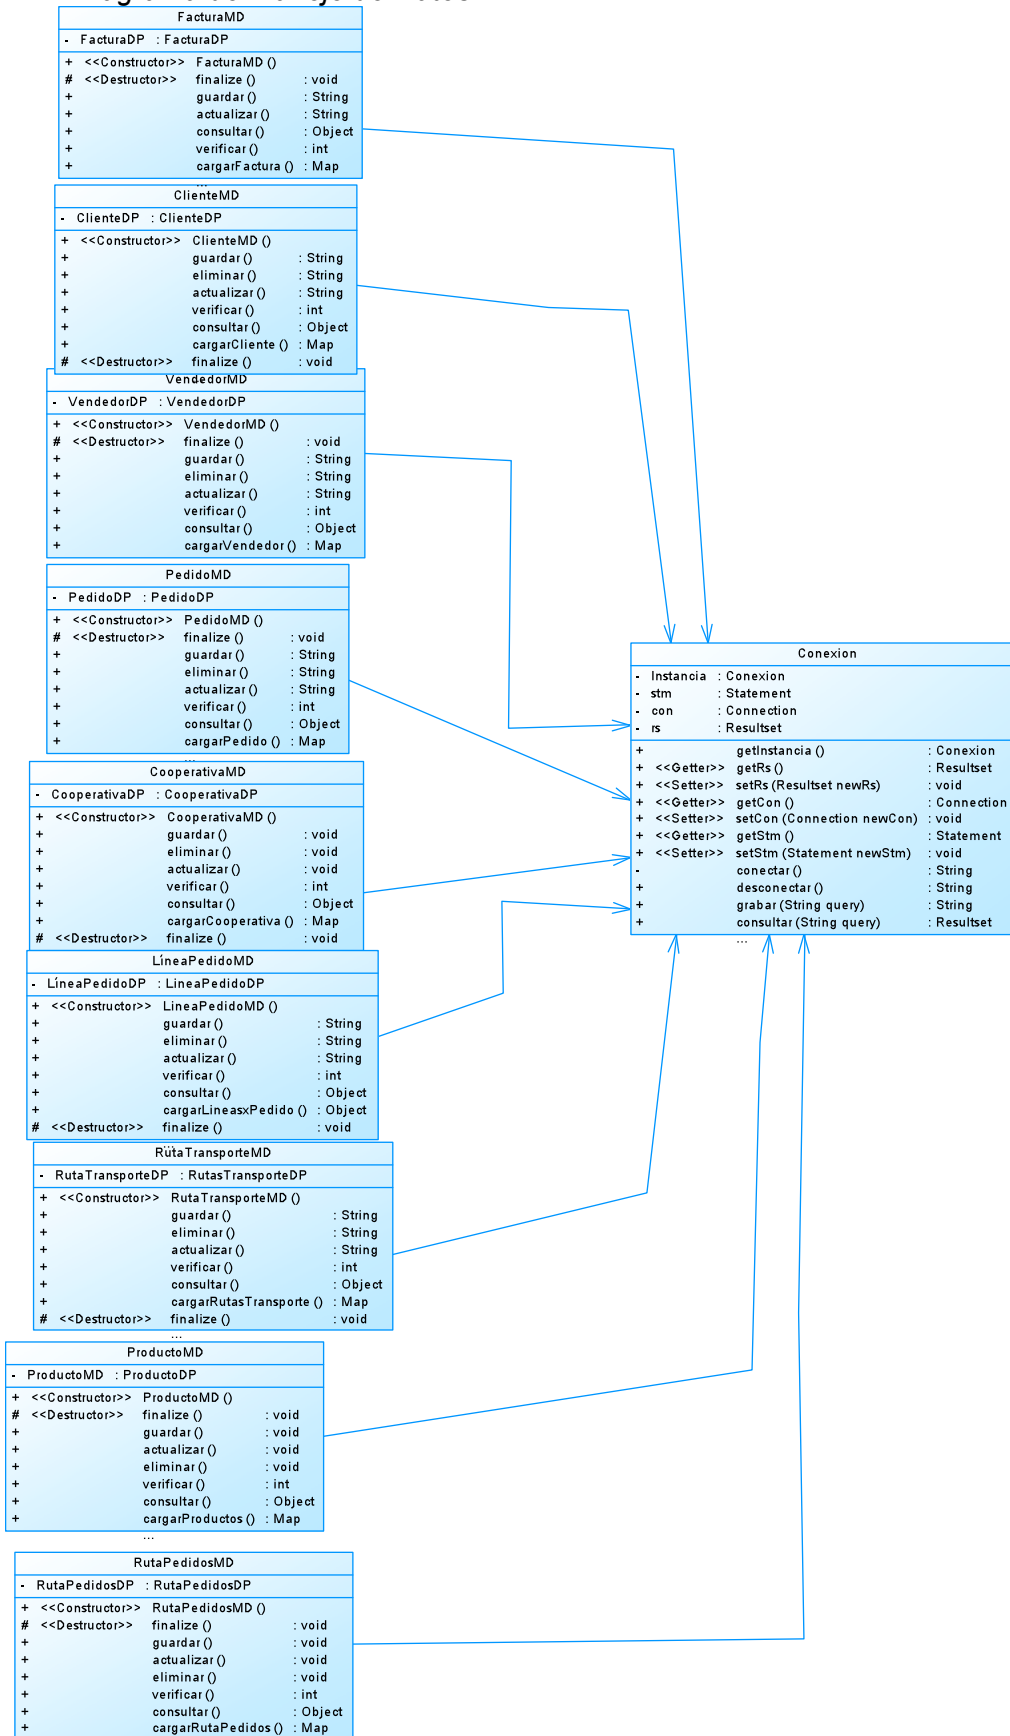 FacturaMD
- FacturaDP : FacturaDP
+ <<Constructor>> FacturaMD ()
# <<Destructor>> finalize () : void
+ guardar () : String
+ actualizar () : String
+ consultar () : Object
+ verificar () : int
+ cargarFactura () : Map
...
ClienteMD
- ClienteDP : ClienteDP
+ <<Constructor>> ClienteMD ()
+ guardar () : String
+ eliminar () : String
+ actualizar () : String
+ verificar () : int
+ consultar () : Object
+ cargarCliente () : Map
# <<Destructor>> finalize () : void
VendedorMD
- VendedorDP : VendedorDP
+ <<Constructor>> VendedorMD ()
# <<Destructor>> finalize () : void
+ guardar () : String
+ eliminar () : String
+ actualizar () : String
+ verificar () : int
+ consultar () : Object
+ cargarVendedor () : Map
PedidoMD
- PedidoDP : PedidoDP
+ <<Constructor>> PedidoMD ()
# <<Destructor>> finalize () : void
+ guardar () : String
+ eliminar () : String
+ actualizar () : String
+ verificar () : int
+ consultar () : Object
+ cargarPedido () : Map
...
CooperativaMD
- CooperativaDP : CooperativaDP
+ <<Constructor>> CooperativaMD ()
+ guardar () : void
+ eliminar () : void
+ actualizar () : void
+ verificar () : int
+ consultar () : Object
+ cargarCooperativa () : Map
# <<Destructor>> finalize () : void
LíneaPedidoMD
- LíneaPedidoDP : LineaPedidoDP
+ <<Constructor>> LineaPedidoMD ()
+ guardar () : String
+ eliminar () : String
+ actualizar () : String
+ verificar () : int
+ consultar () : Object
+ cargarLineasxPedido () : Object
# <<Destructor>> finalize () : void
...
RutaTransporteMD
- RutaTransporteDP : RutasTransporteDP
+ <<Constructor>> RutaTransporteMD ()
+ guardar () : String
+ eliminar () : String
+ actualizar () : String
+ verificar () : int
+ consultar () : Object
+ cargarRutasTransporte () : Map
# <<Destructor>> finalize () : void
...
ProductoMD
- ProductoMD : ProductoDP
+ <<Constructor>> ProductoMD ()
# <<Destructor>> finalize () : void
+ guardar () : void
+ actualizar () : void
+ eliminar () : void
+ verificar () : int
+ consultar () : Object
+ cargarProductos () : Map
...
RutaPedidosMD
- RutaPedidosDP : RutaPedidosDP
+ <<Constructor>> RutaPedidosMD ()
# <<Destructor>> finalize () : void
+ guardar () : void
+ actualizar () : void
+ eliminar () : void
+ verificar () : int
+ consultar () : Object
+ cargarRutaPedidos () : Map
Conexion
- Instancia : Conexion
- stm : Statement
- con : Connection
- rs : Resultset
+ getInstancia () : Conexion
+ <<Getter>> getRs () : Resultset
+ <<Setter>> setRs (Resultset newRs) : void
+ <<Getter>> getCon () : Connection
+ <<Setter>> setCon (Connection newCon) : void
+ <<Getter>> getStm () : Statement
+ <<Setter>> setStm (Statement newStm) : void
- conectar () : String
+ desconectar () : String
+ grabar (String query) : String
+ consultar (String query) : Resultset
...